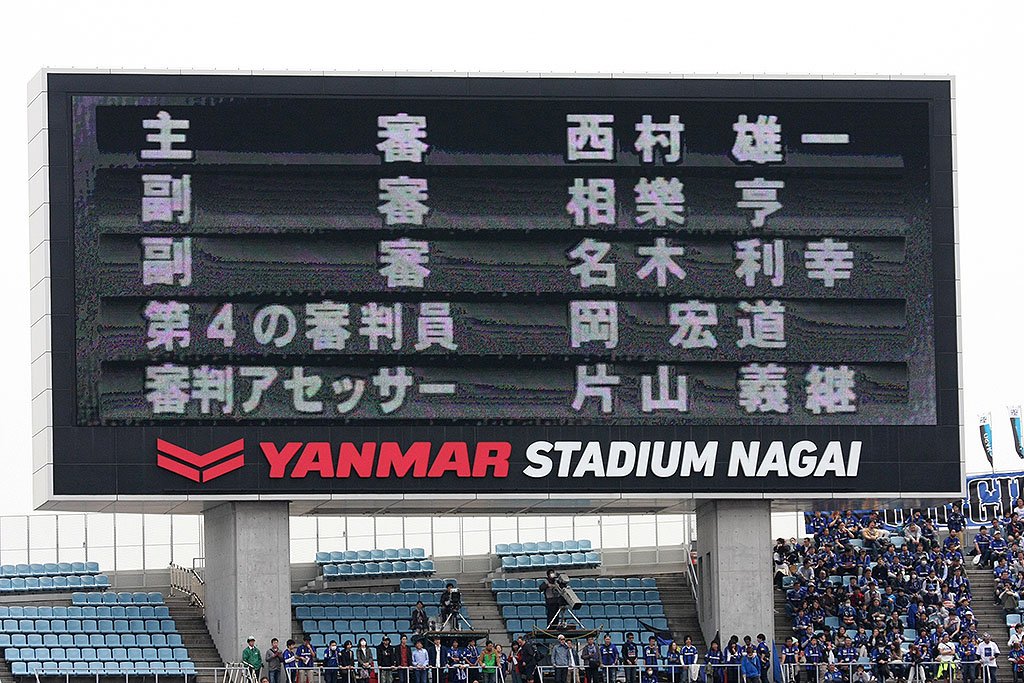 主審 西村 雄一
副審 相樂 亨
副審 名木 利幸
第4の審判員 岡 宏道
審判アセッサー 片山 義継
YANMAR STADIUM NAGAI